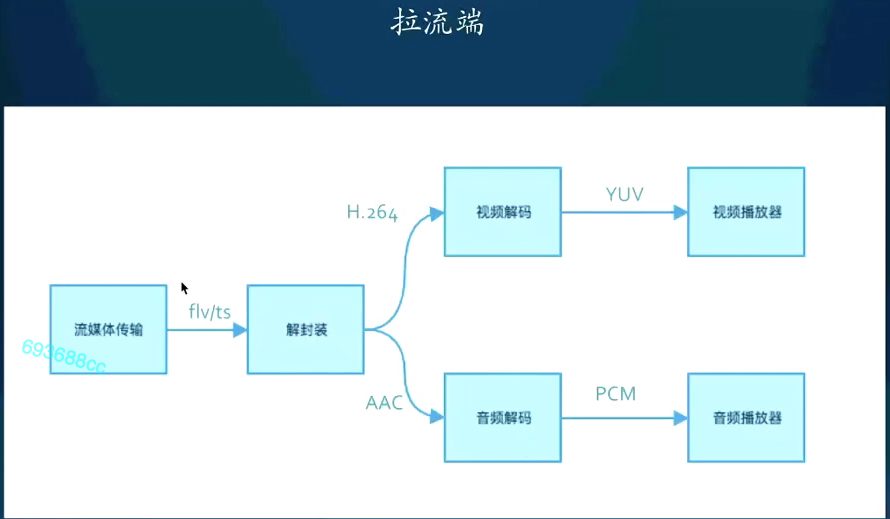 拉流端
H.264
视频解码
YUV
视频播放器
流媒体传输
flv/ts
解封装
693688cc
AAC
音频解码
PCM
音频播放器